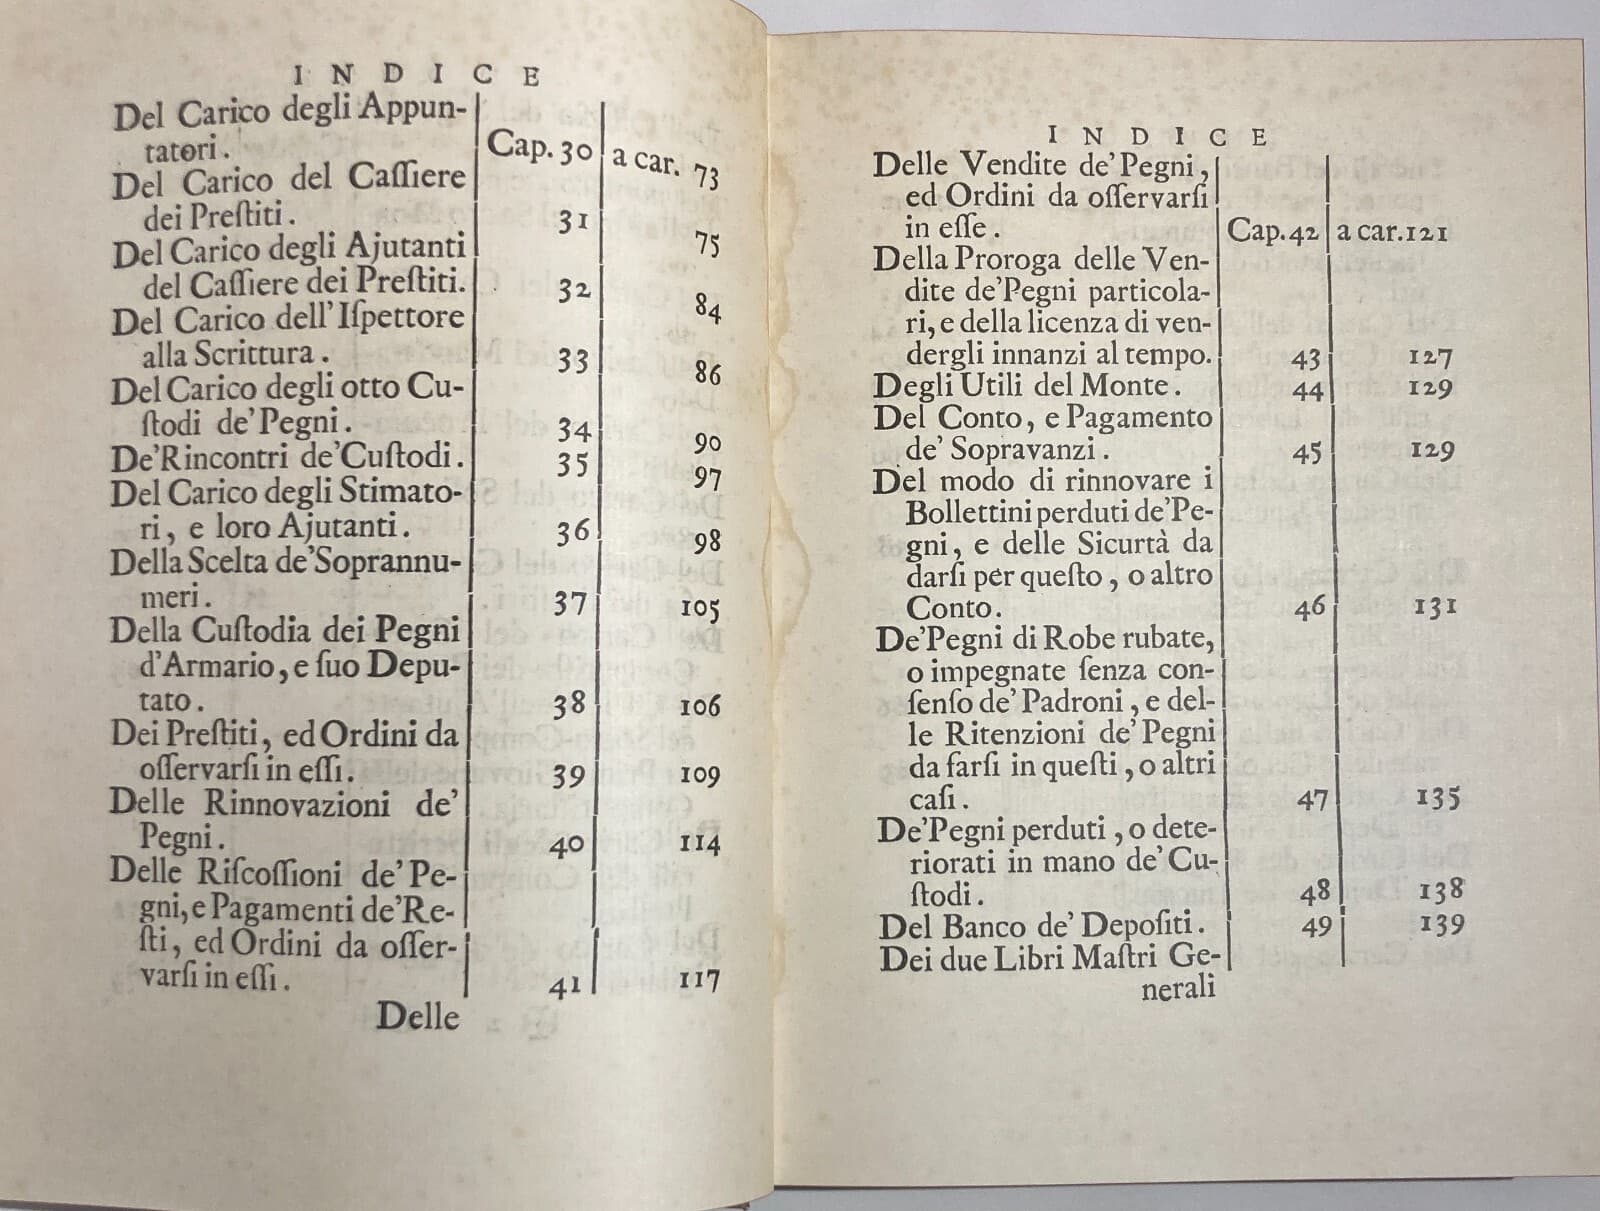 INDICE
Del Carico degli Appun-
tatori. Cap. 30 a car. 73
Del Carico del Caſſiere
dei Preſtiti. 31 75
Del Carico degli Ajutanti
del Caſſiere dei Preſtiti. 32 84
Del Carico dell'Iſpettore
alla Scrittura. 33 86
Del Carico degli otto Cu-
ſtodi de' Pegni. 34 90
De' Rincontri de' Cuſtodi. 35 97
Del Carico degli Stimato-
ri, e loro Ajutanti. 36 98
Della Scelta de' Soprannu-
meri. 37 105
Della Cuſtodia dei Pegni
d'Armario, e ſuo Depu-
tato. 38 106
Dei Preſtiti, ed Ordini da
oſſervarſi in eſſi. 39 109
Delle Rinnovazioni de'
Pegni. 40 114
Delle Riſcoſſioni de' Pe-
gni, e Pagamenti de' Re-
ſti, ed Ordini da oſſer-
varſi in eſſi. 41 117
Delle
INDICE
Delle Vendite de' Pegni,
ed Ordini da oſſervarſi
in eſſe. Cap. 42 a car. 121
Della Proroga delle Ven-
dite de' Pegni particola-
ri, e della licenza di ven-
dergli innanzi al tempo. 43 127
Degli Utili del Monte. 44 129
Del Conto, e Pagamento
de' Sopravanzi. 45 129
Del modo di rinnovare i
Bollettini perduti de' Pe-
gni, e delle Sicurtà da
darſi per queſto, o altro
Conto. 46 131
De' Pegni di Robe rubate,
o impegnate ſenza con-
ſenſo de' Padroni, e del-
le Ritenzioni de' Pegni
da farſi in queſti, o altri
caſi. 47 135
De' Pegni perduti, o dete-
riorati in mano de' Cu-
ſtodi. 48 138
Del Banco de' Depoſiti. 49 139
Dei due Libri Maſtri Ge-
nerali